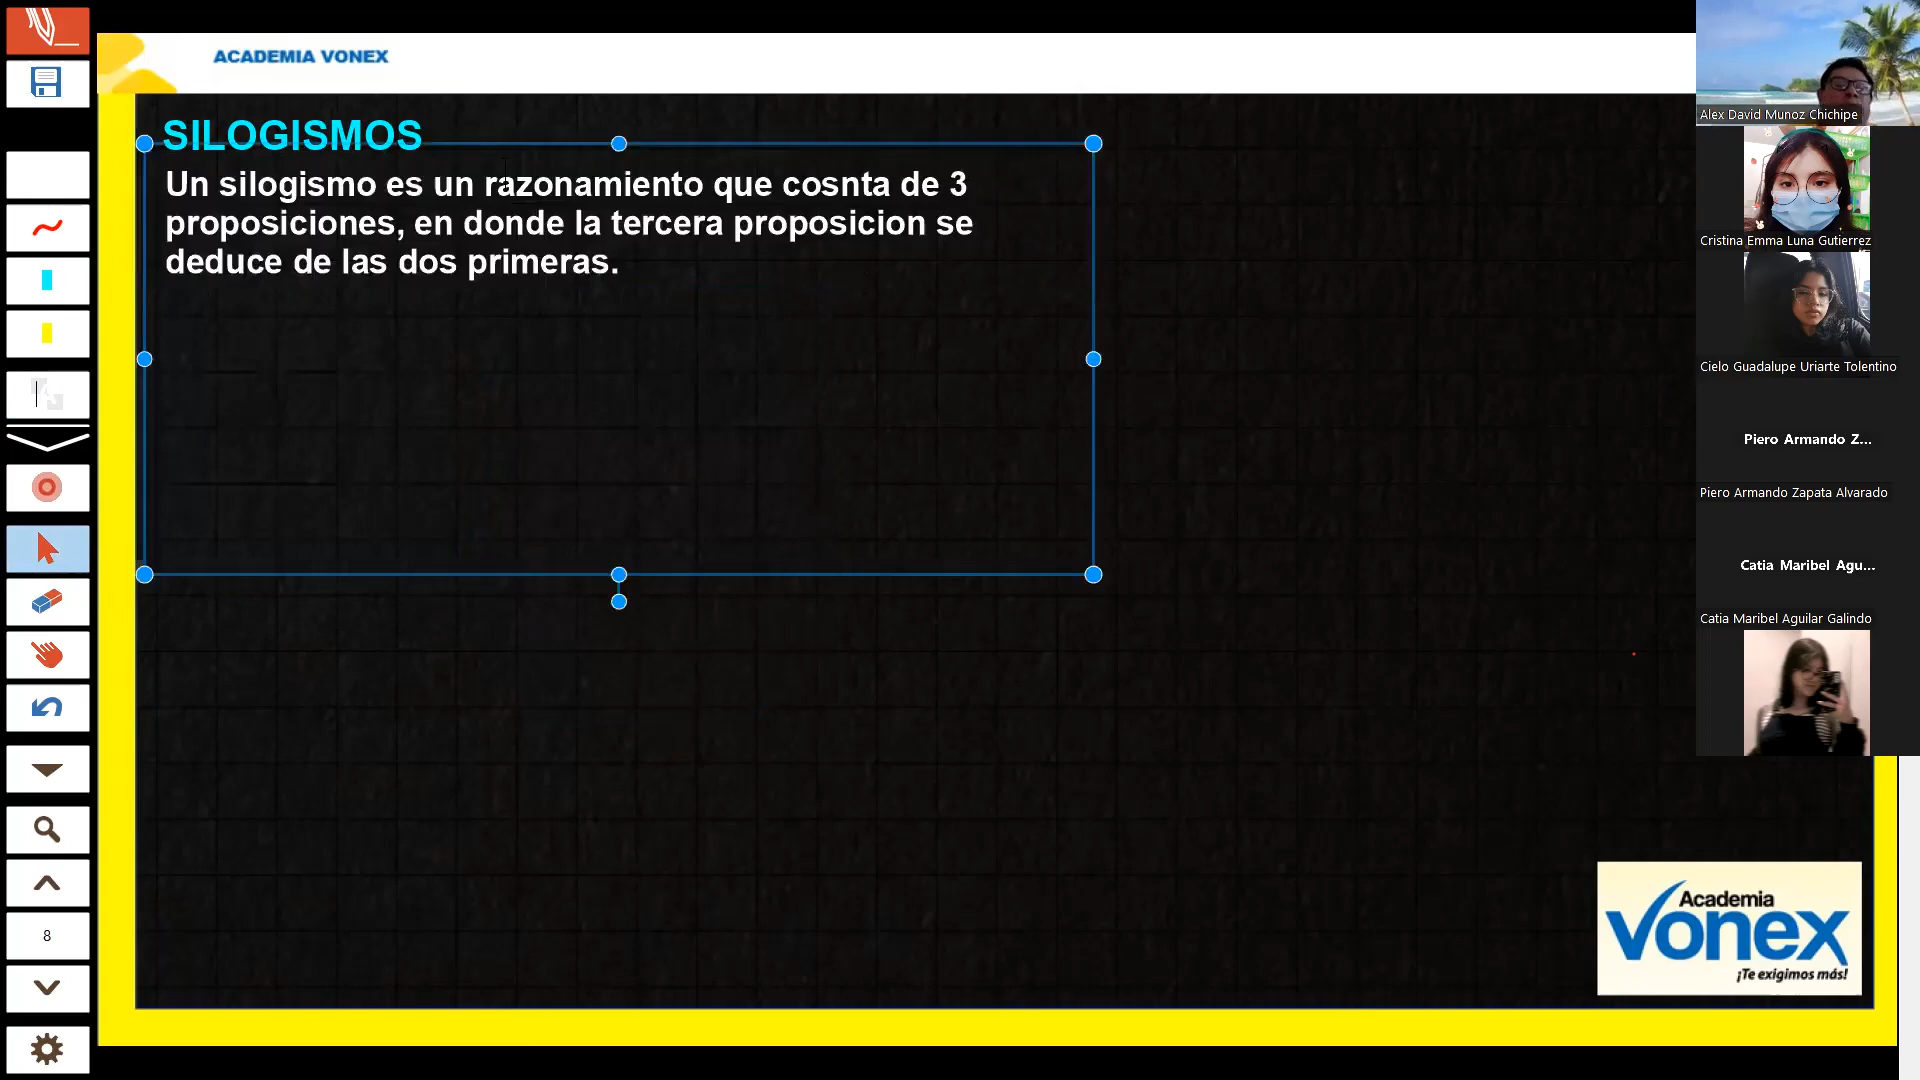 ACADEMIA VONEX
SILOGISMOS
Un silogismo es un razonamiento que cosnta de 3
proposiciones, en donde la tercera proposicion se
deduce de las dos primeras.
8
Academia
vonex
¡Te exigimos más!
Alex David Munoz Chichipe
Cristina Emma Luna Gutierrez
Cielo Guadalupe Uriarte Tolentino
Piero Armando Z...
Piero Armando Zapata Alvarado
Catia Maribel Agu...
Catia Maribel Aguilar Galindo